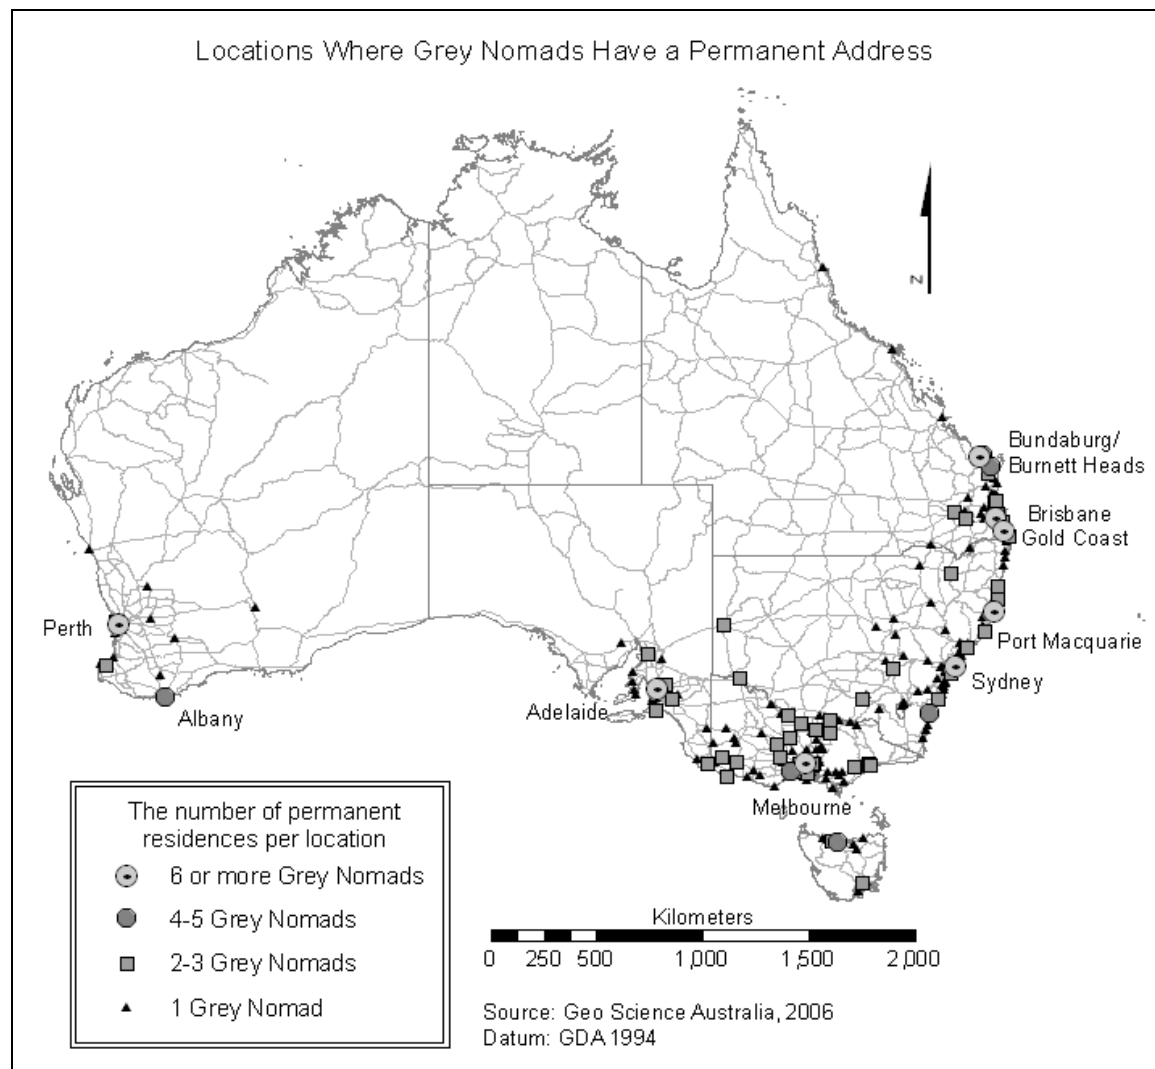 Locations Where Grey Nomads Have a Permanent Address
N
Bundaburg/
Burnett Heads
Brisbane
Gold Coast
Perth
Port Macquarie
Sydney
Albany
Adelaide
Melbourne
The number of permanent
residences per location
6 or more Grey Nomads
4-5 Grey Nomads
2-3 Grey Nomads
1 Grey Nomad
Kilometers
0 250 500 1,000 1,500 2,000
Source: Geo Science Australia, 2006
Datum: GDA 1994